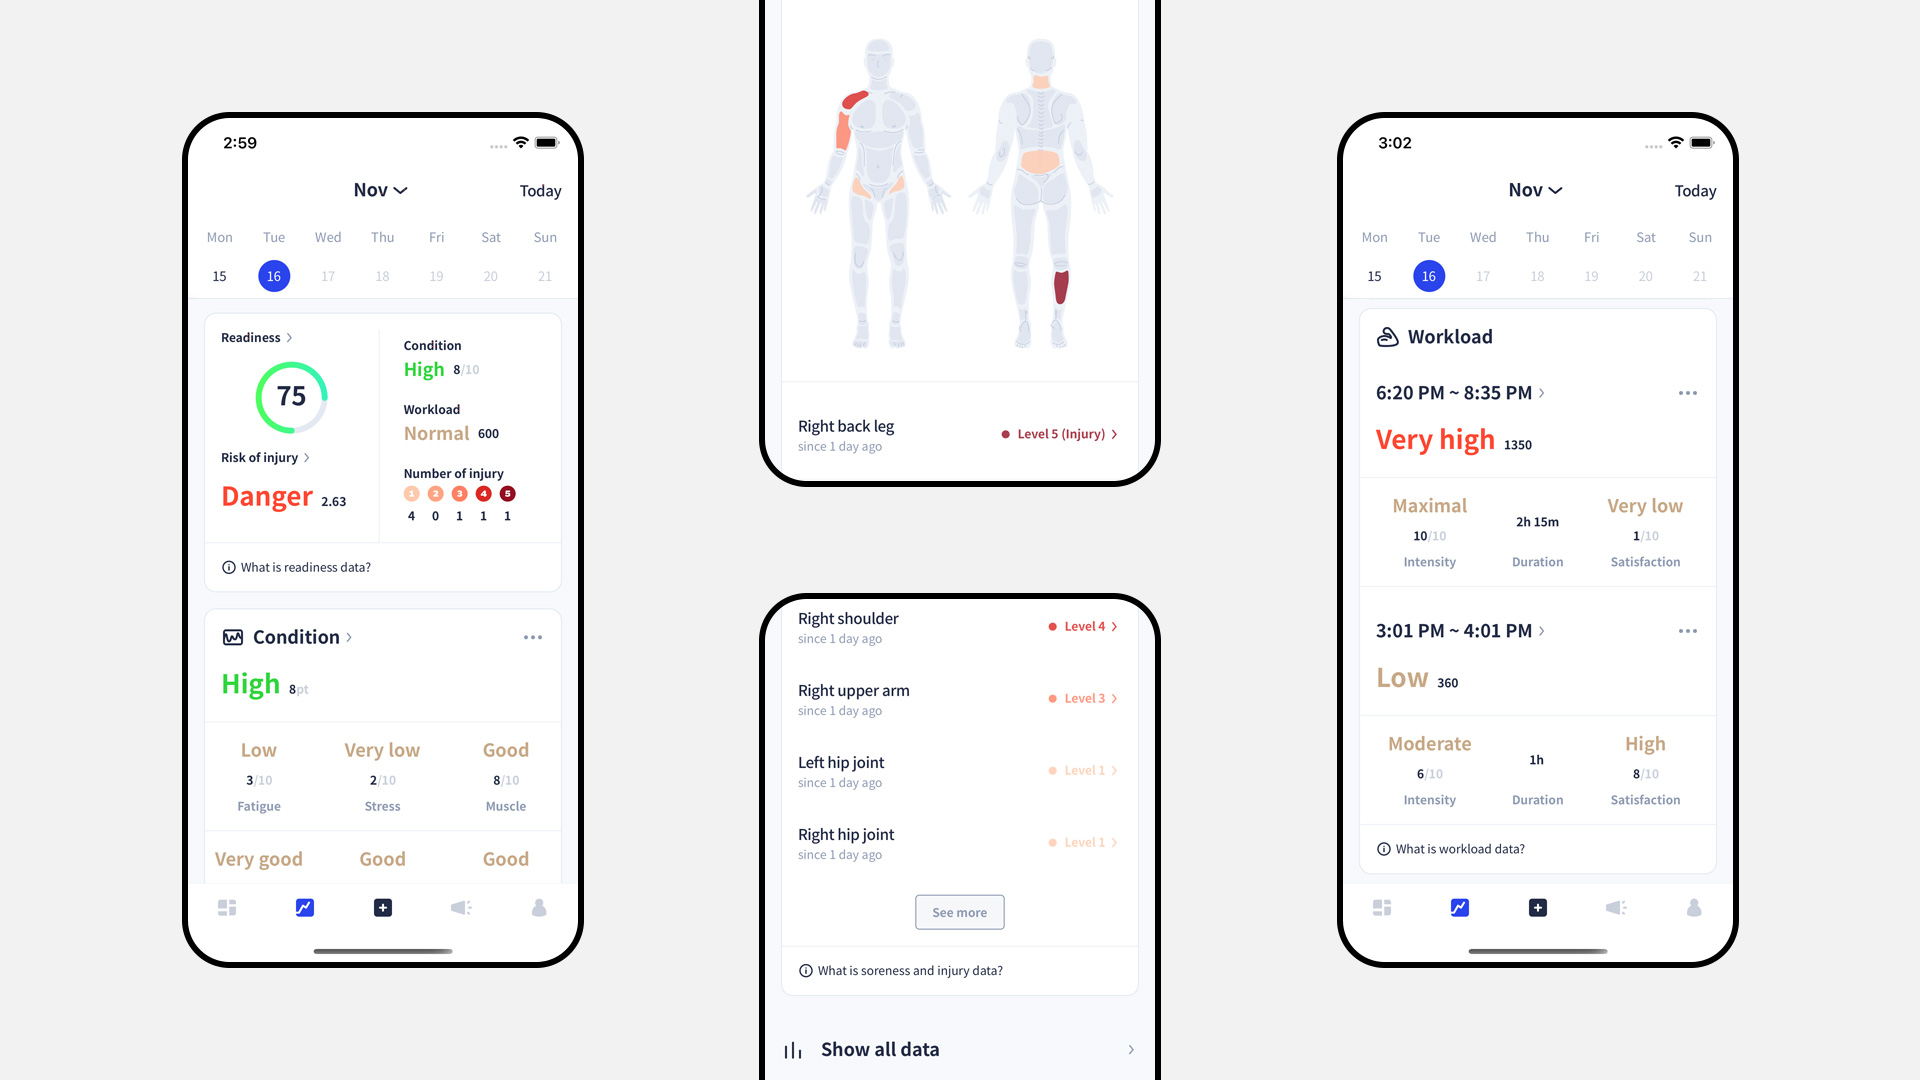 2:59
Nov
Today
Mon Tue Wed Thu Fri Sat Sun
15 16 17 18 19 20 21
Readiness
75
Risk of injury
Danger 2.63
Condition
High 8/10
Workload
Normal 600
Number of injury
1 2 3 4 5
4 0 1 1 1
What is readiness data?
Condition
High 8pt
Low Very low Good
3/10 2/10 8/10
Fatigue Stress Muscle
Very good Good Good
Right back leg
since 1 day ago
Level 5 (Injury)
Right shoulder
since 1 day ago
Level 4
Right upper arm
since 1 day ago
Level 3
Left hip joint
since 1 day ago
Level 1
Right hip joint
since 1 day ago
Level 1
See more
What is soreness and injury data?
Show all data
3:02
Nov
Today
Mon Tue Wed Thu Fri Sat Sun
15 16 17 18 19 20 21
Workload
6:20 PM ~ 8:35 PM
Very high 1350
Maximal 2h 15m Very low
10/10 1/10
Intensity Duration Satisfaction
3:01 PM ~ 4:01 PM
Low 360
Moderate 1h High
6/10 8/10
Intensity Duration Satisfaction
What is workload data?